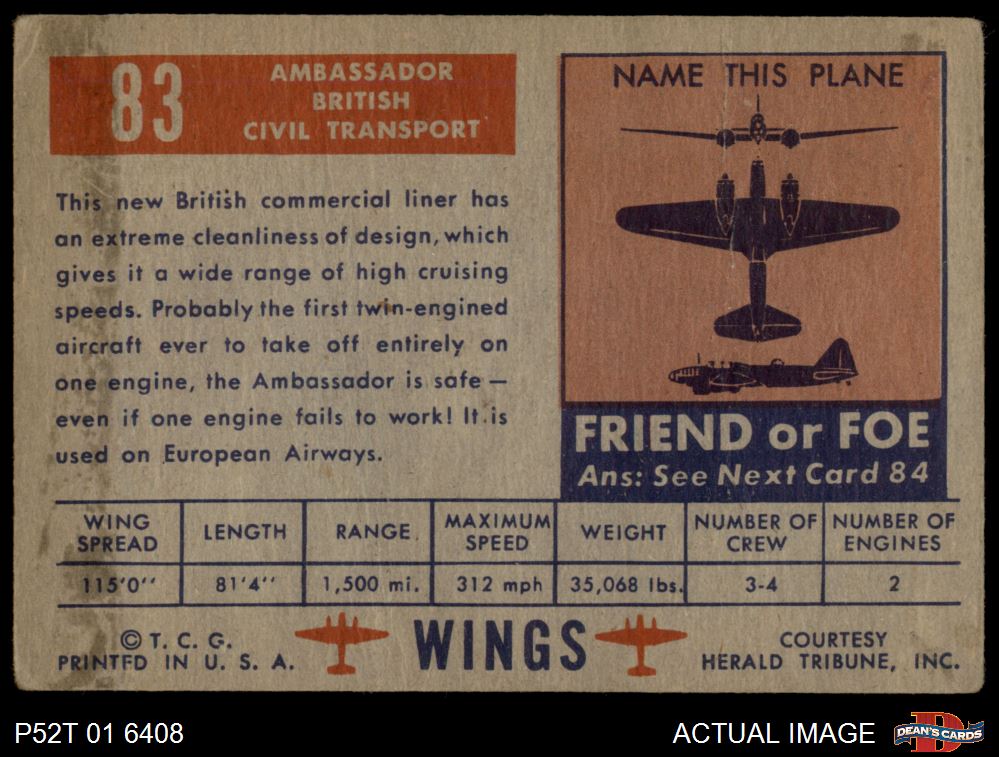 83
AMBASSADOR
BRITISH
CIVIL TRANSPORT
This new British commercial liner has
an extreme cleanliness of design, which
gives it a wide range of high cruising
speeds. Probably the first twin-engined
aircraft ever to take off entirely on
one engine, the Ambassador is safe —
even if one engine fails to work! It is
used on European Airways.
NAME THIS PLANE
FRIEND or FOE
Ans: See Next Card 84
WING SPREAD
LENGTH
RANGE
MAXIMUM SPEED
WEIGHT
NUMBER OF CREW
NUMBER OF ENGINES
115'0''
81'4''
1,500 mi.
312 mph
35,068 lbs.
3-4
2
© T. C. G.
PRINTED IN U. S. A.
WINGS
COURTESY
HERALD TRIBUNE, INC.
P52T 01 6408
ACTUAL IMAGE
D
DEAN'S CARDS